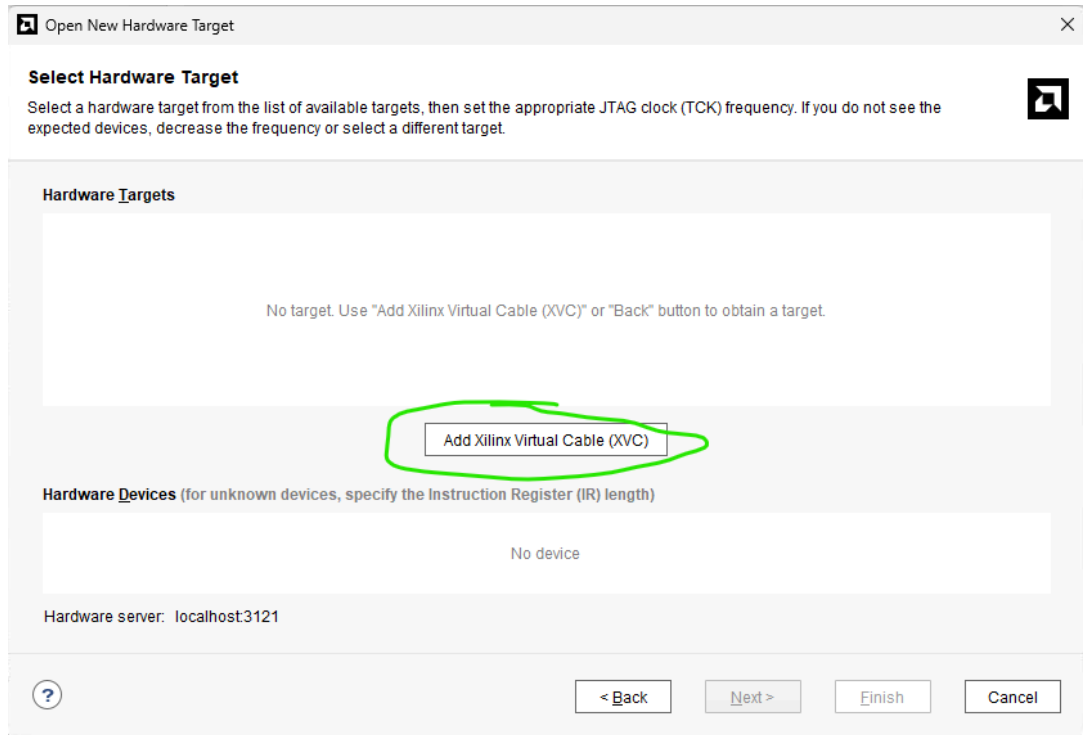 Open New Hardware Target
Select Hardware Target
Select a hardware target from the list of available targets, then set the appropriate JTAG clock (TCK) frequency. If you do not see the
expected devices, decrease the frequency or select a different target.
Hardware Targets
No target. Use "Add Xilinx Virtual Cable (XVC)" or "Back" button to obtain a target.
Add Xilinx Virtual Cable (XVC)
Hardware Devices (for unknown devices, specify the Instruction Register (IR) length)
No device
Hardware server: localhost:3121
? < Back Next > Finish Cancel